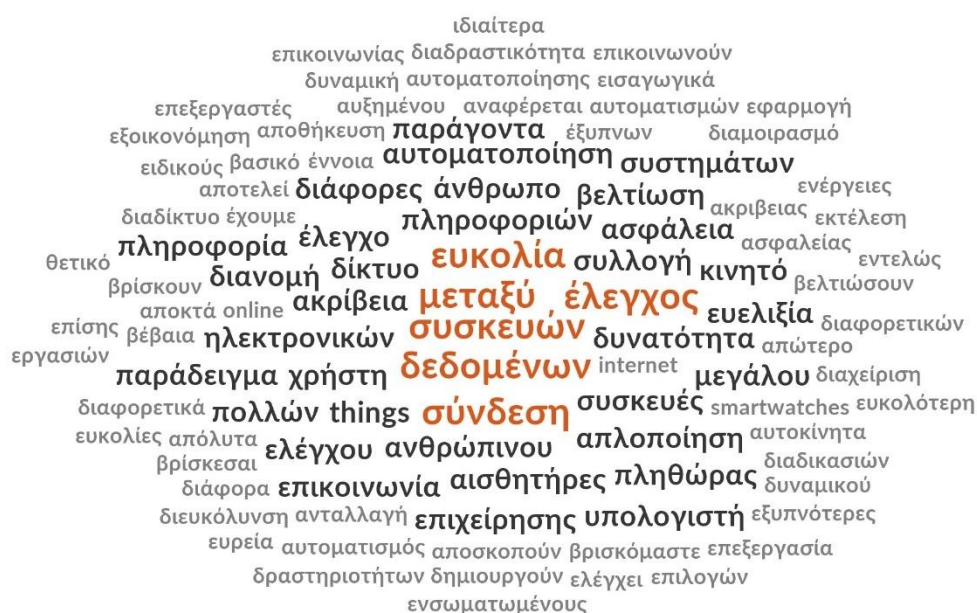 ιδιαίτερα
επικοινωνίας διαδραστικότητα επικοινωνούν
δυναμική αυτοματοποίησης εισαγωγικά
επεξεργαστές αυξημένου αναφέρεται αυτοματισμών εφαρμογή
εξοικονόμηση αποθήκευση παράγοντα έξυπνων διαμοιρασμό
ειδικούς βασικό έννοια αυτοματοποίηση συστημάτων
αποτελεί διάφορες άνθρωπο βελτίωση ενέργειες
διαδίκτυο έχουμε πληροφοριών ασφάλεια ακριβειας εκτέλεση
θετικό πληροφορία έλεγχο ευκολία συλλογή ασφαλείας εντελώς
βρίσκουν διανομή δίκτυο κινητό βελτιώσουν
αποκτά online ακρίβεια μεταξύ έλεγχος ευελιξία διαφορετικών
επίσης βέβαια ηλεκτρονικών συσκευών δυνατότητα απώτερο
εργασιών παράδειγμα χρήστη δεδομένων internet μεγάλου διαχείριση
διαφορετικά πολλών things σύνδεση συσκευές smartwatches ευκολότερη
ευκολίες απόλυτα ελέγχου ανθρώπινου απλοποίηση αυτοκίνητα
βρίσκεσαι διαδικασιών
διάφορα επικοινωνία αισθητήρες πληθώρας δυναμικού
διευκόλυνση ανταλλαγή επιχείρησης υπολογιστή εξυπνότερες
ευρεία αυτοματισμός αποσκοπούν βρισκόμαστε επεξεργασία
δραστηριοτήτων δημιουργούν ελέγχει επιλογών
ενσωματωμένους